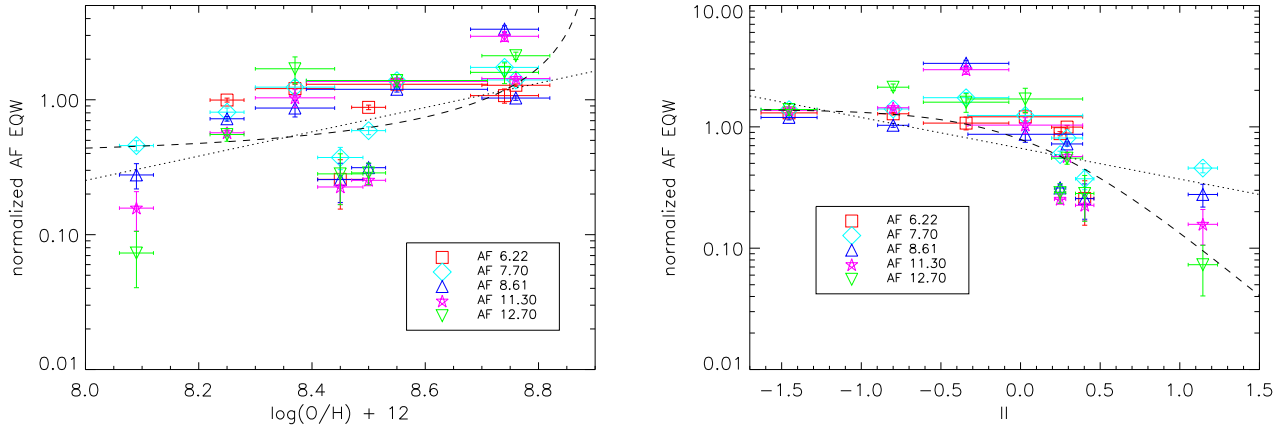 normalized AF EQW
1.00
0.10
0.01
8.0
8.2
8.4
8.6
8.8
log(O/H) + 12
AF 6.22
AF 7.70
AF 8.61
AF 11.30
AF 12.70
normalized AF EQW
10.00
1.00
0.10
0.01
-1.5
-1.0
-0.5
0.0
0.5
1.0
1.5
II
AF 6.22
AF 7.70
AF 8.61
AF 11.30
AF 12.70